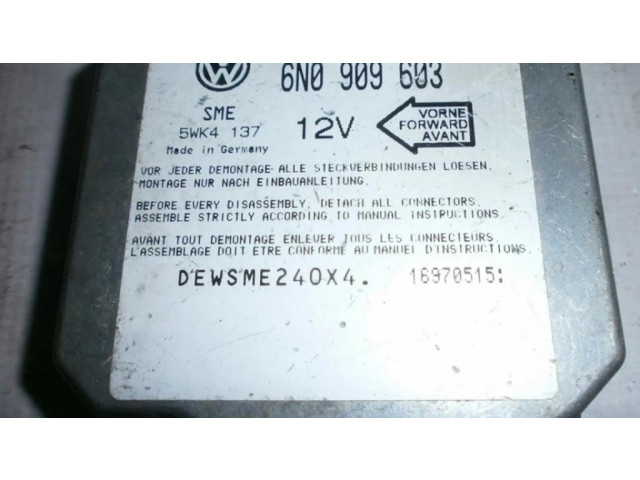 6N0 909 603
SME
5WK4 137
Made in Germany
12V
VORNE
FORWARD
AVANT
VOR JEDER DEMONTAGE ALLE STECKVERBINDUNGEN LOESEN.
MONTAGE NUR NACH EINBAUANLEITUNG.
BEFORE EVERY DISASSEMBLY, DETACH ALL CONNECTORS.
ASSEMBLE STRICTLY ACCORDING TO MANUAL INSTRUCTIONS.
AVANT TOUT DEMONTAGE ENLEVER TOUS LES CONNECTEURS
L'ASSEMBLAGE DOIT ETRE CONFORME AU MANUEL D'INSTRUCTIONS.
DEWSME240X4. 16970515: